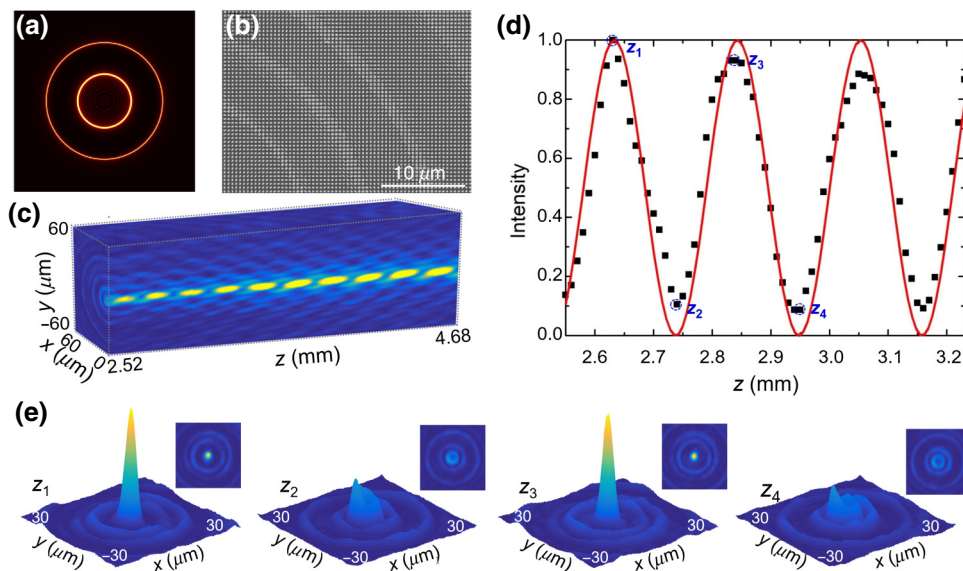 (a)
(b)
10 μm
(c)
60
y (μm)
−60
x (μm)
60
0
2.52
z (mm)
4.68
(d)
1.0
0.8
0.6
0.4
0.2
0.0
Intensity
z1
z2
z3
z4
2.6 2.7 2.8 2.9 3.0 3.1 3.2
z (mm)
(e)
z1
30
y (μm)
−30
x (μm)
30
z2
30
y (μm)
−30
x (μm)
30
z3
30
y (μm)
−30
x (μm)
30
z4
30
y (μm)
−30
x (μm)
30